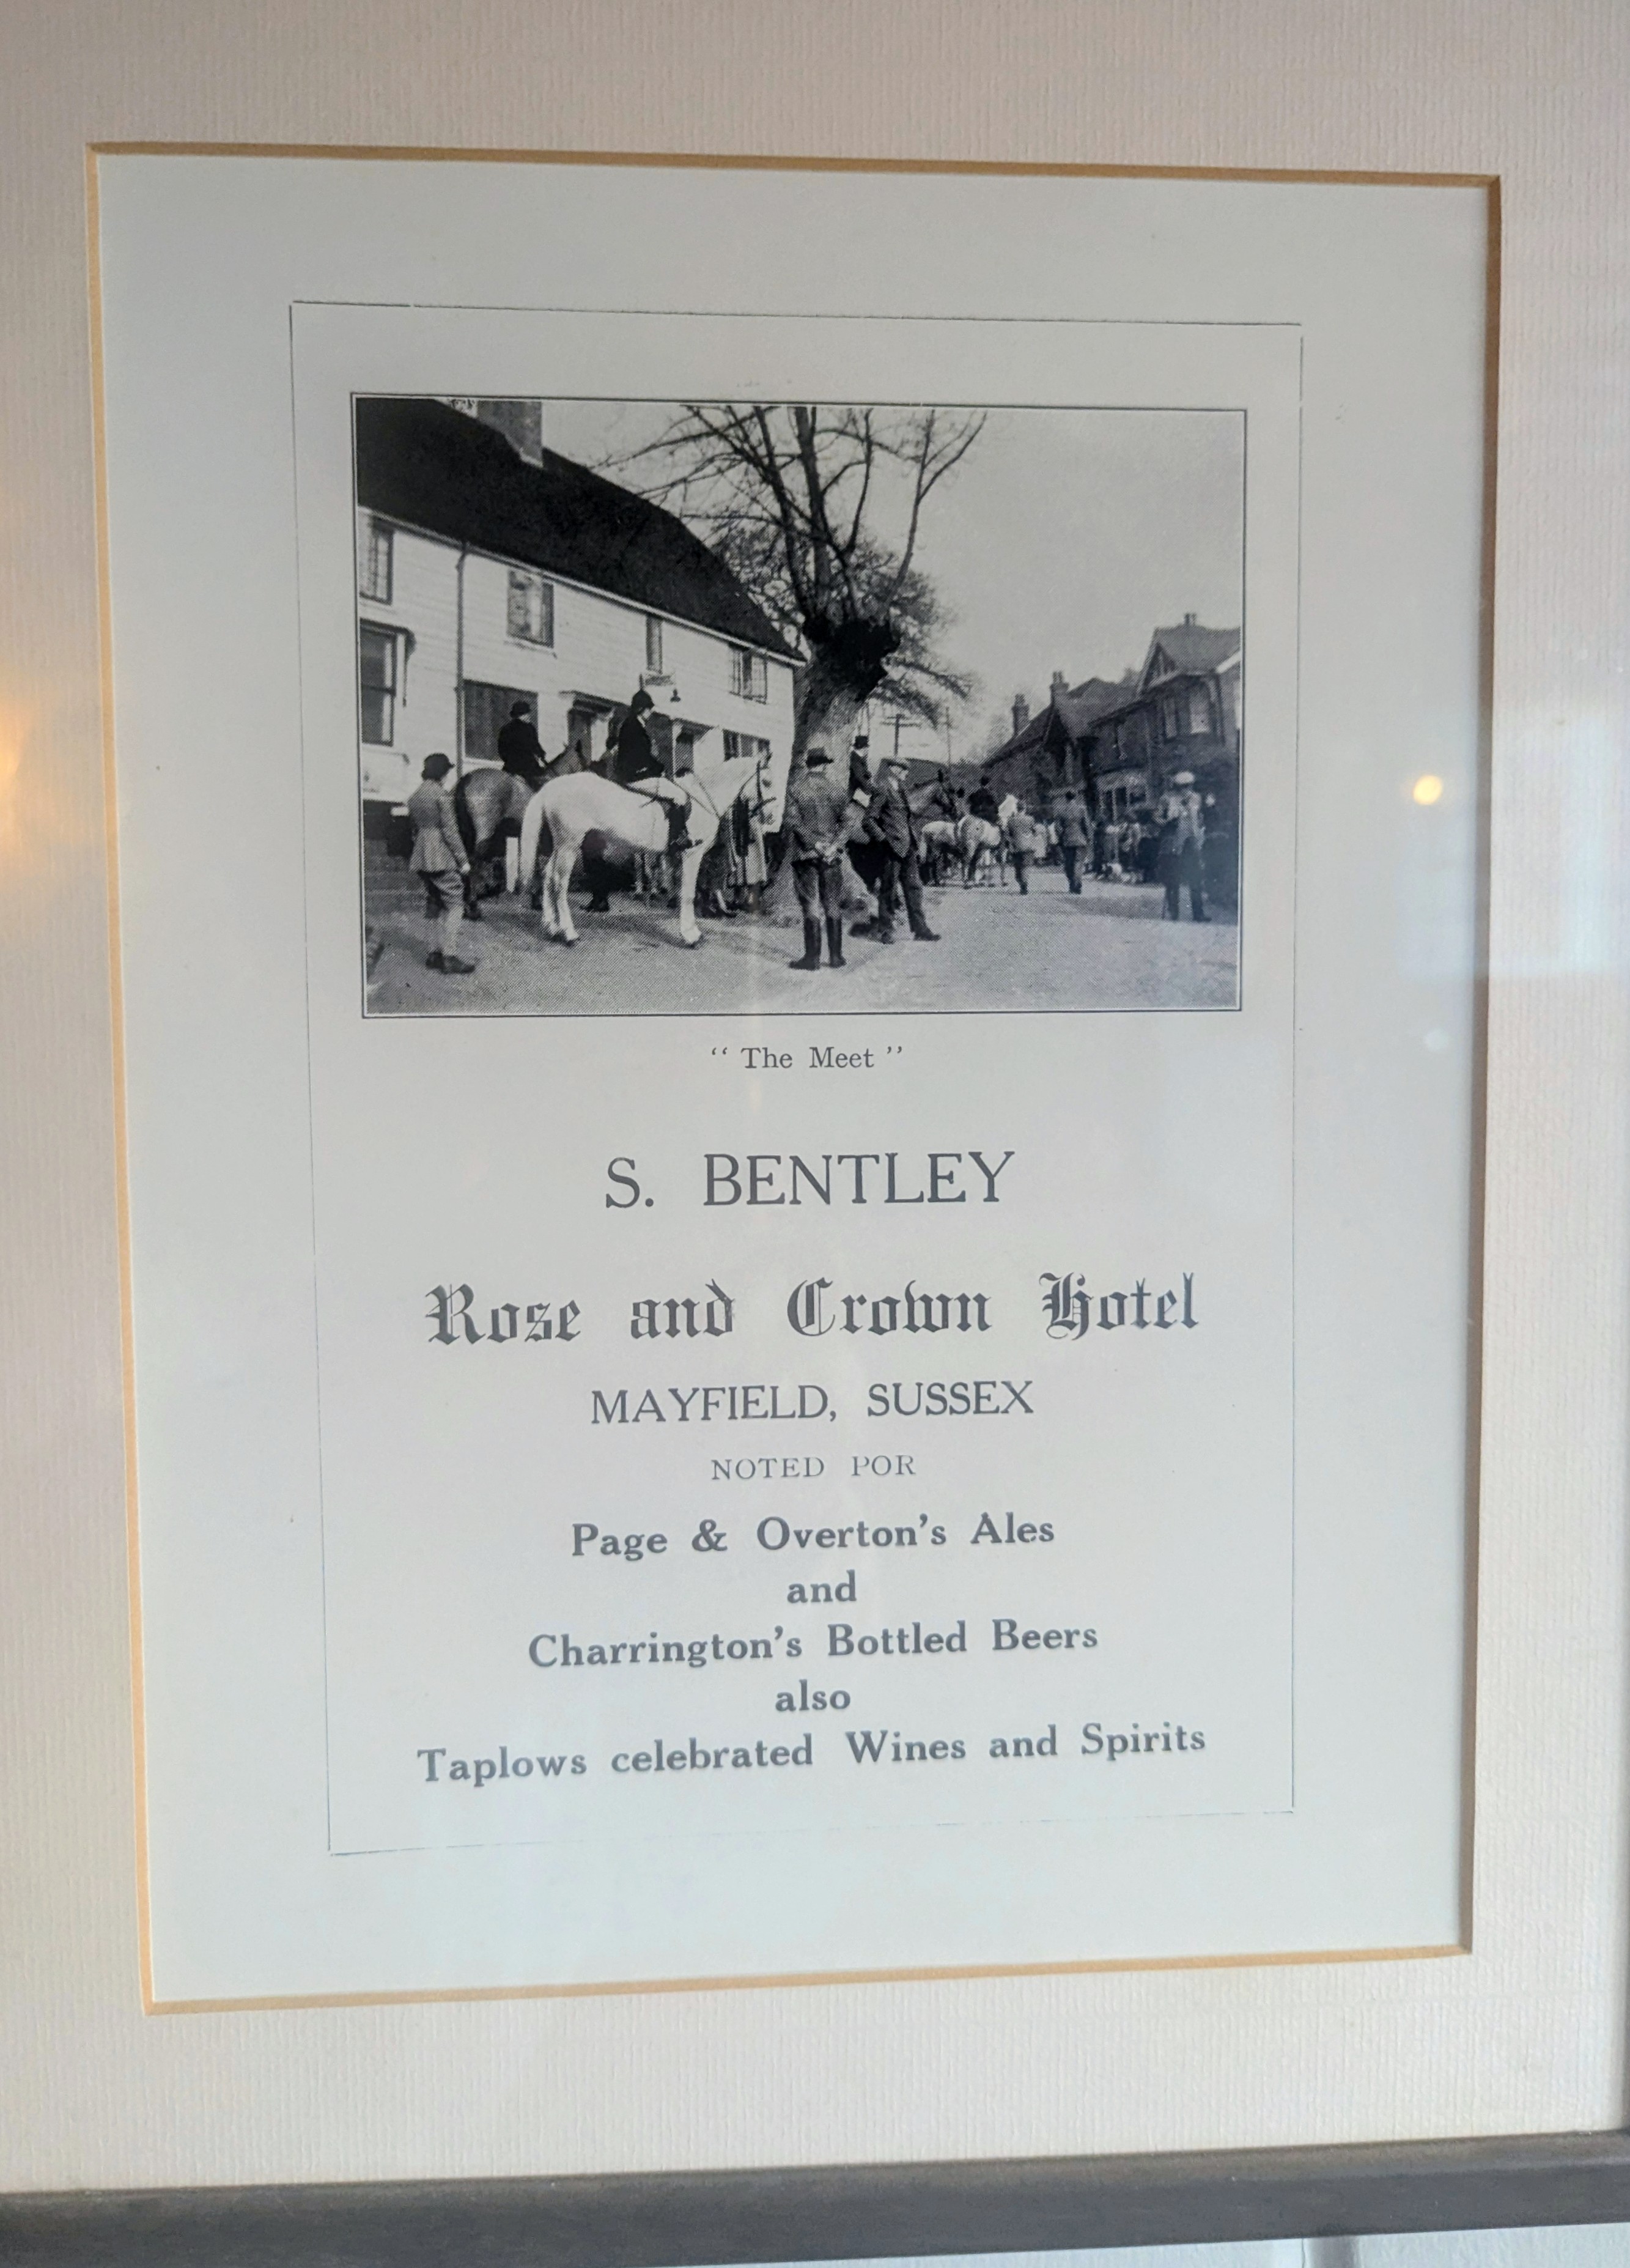 “ The Meet ”
S. BENTLEY
Rose and Crown Hotel
MAYFIELD, SUSSEX
NOTED POR
Page & Overton’s Ales
and
Charrington’s Bottled Beers
also
Taplows celebrated Wines and Spirits